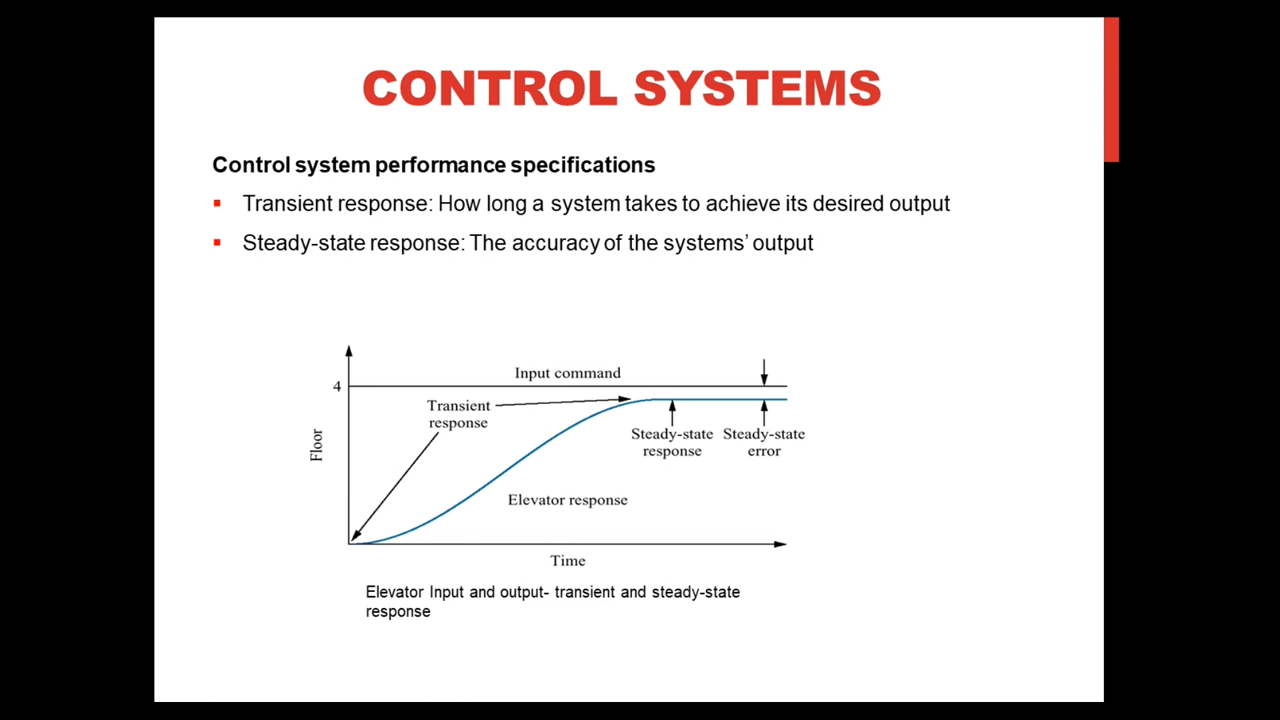 CONTROL SYSTEMS
Control system performance specifications
▪ Transient response: How long a system takes to achieve its desired output
▪ Steady-state response: The accuracy of the systems’ output
Input command
4
Transient
response
Steady-state
response
Steady-state
error
Floor
Elevator response
Time
Elevator Input and output- transient and steady-state
response